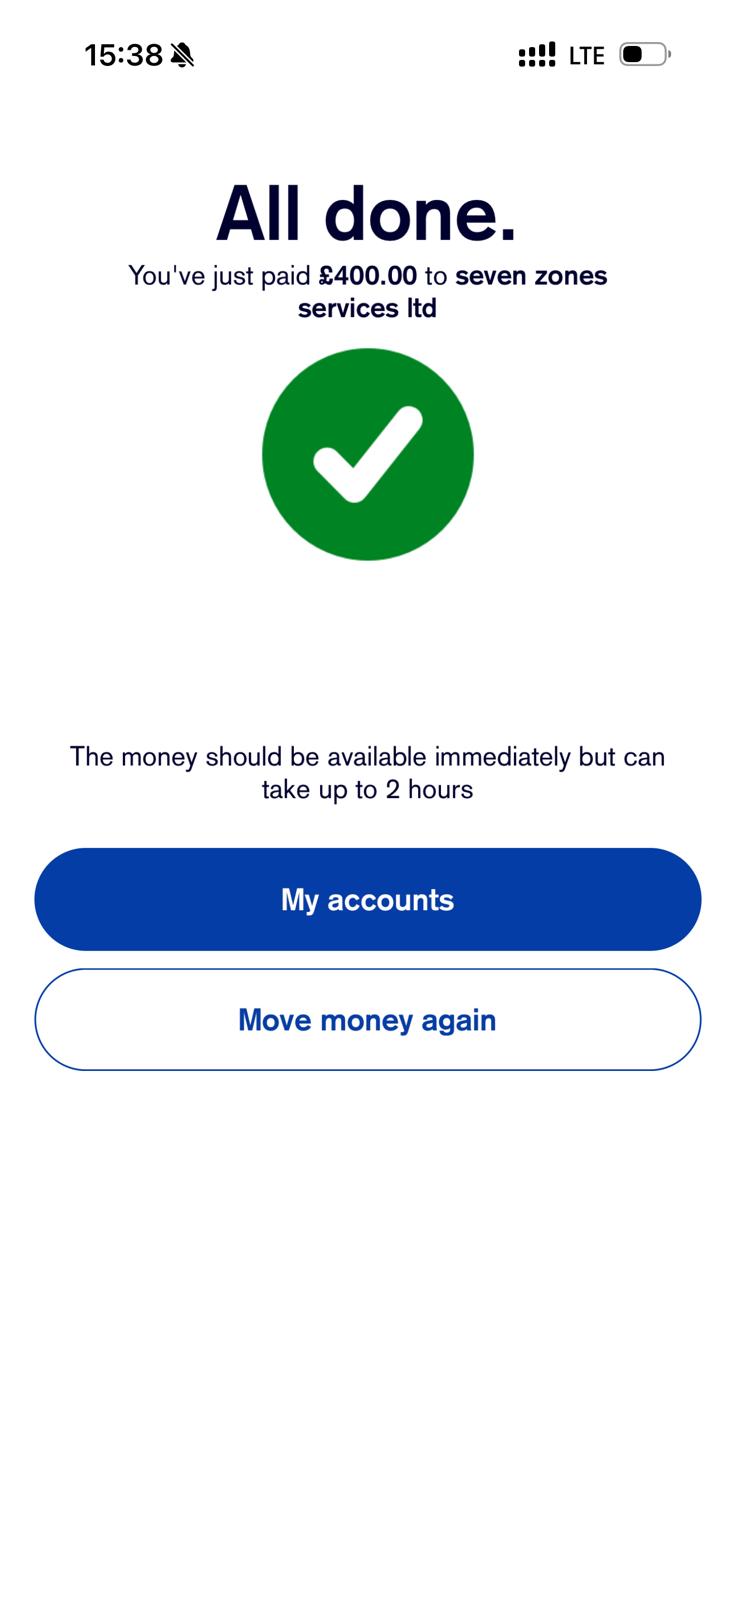 15:38
LTE
All done.
You've just paid £400.00 to seven zones
services ltd
The money should be available immediately but can
take up to 2 hours
My accounts
Move money again